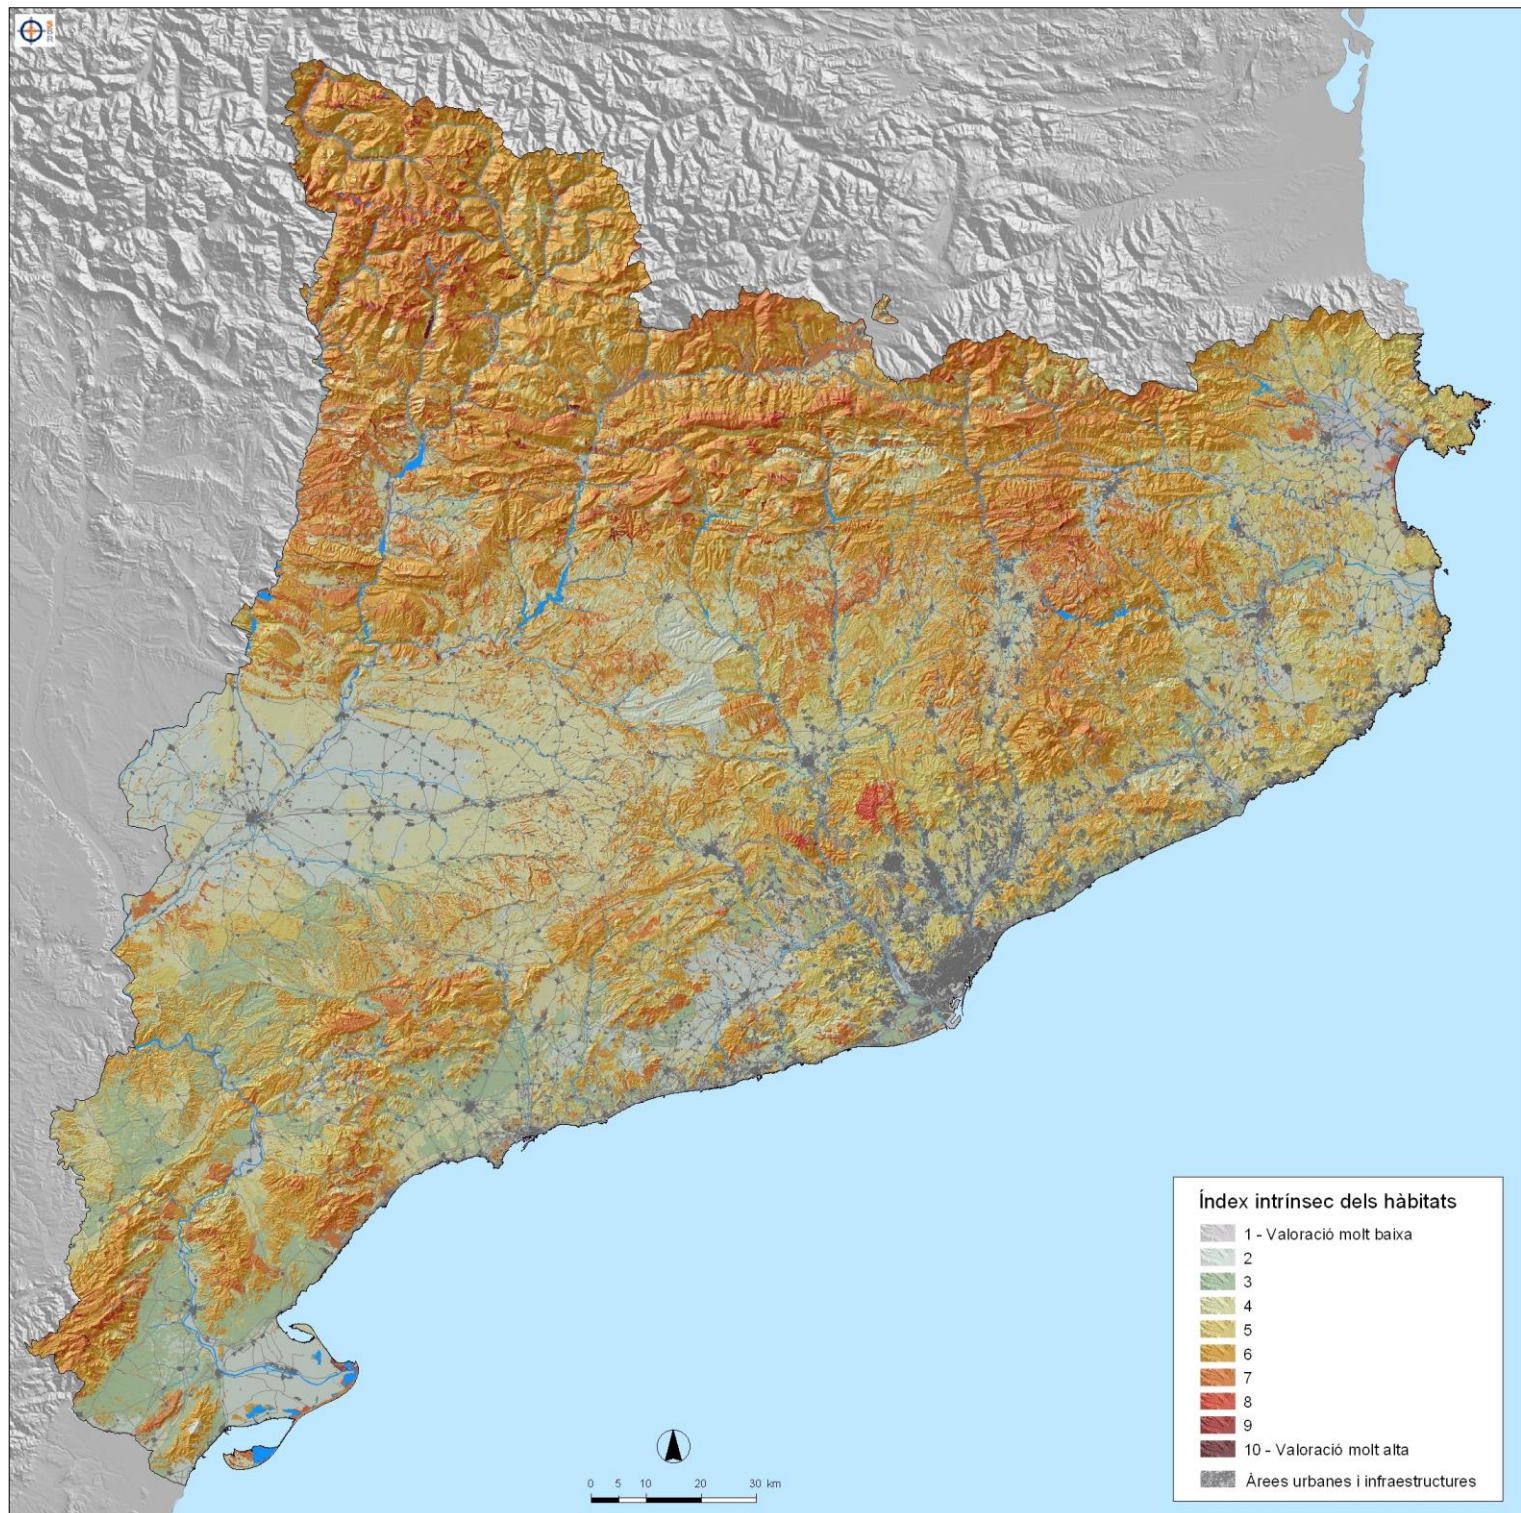 Índex intrínsec dels hàbitats
1 - Valoració molt baixa
2
3
4
5
6
7
8
9
10 - Valoració molt alta
Àrees urbanes i infraestructures
0 5 10 20 30 km